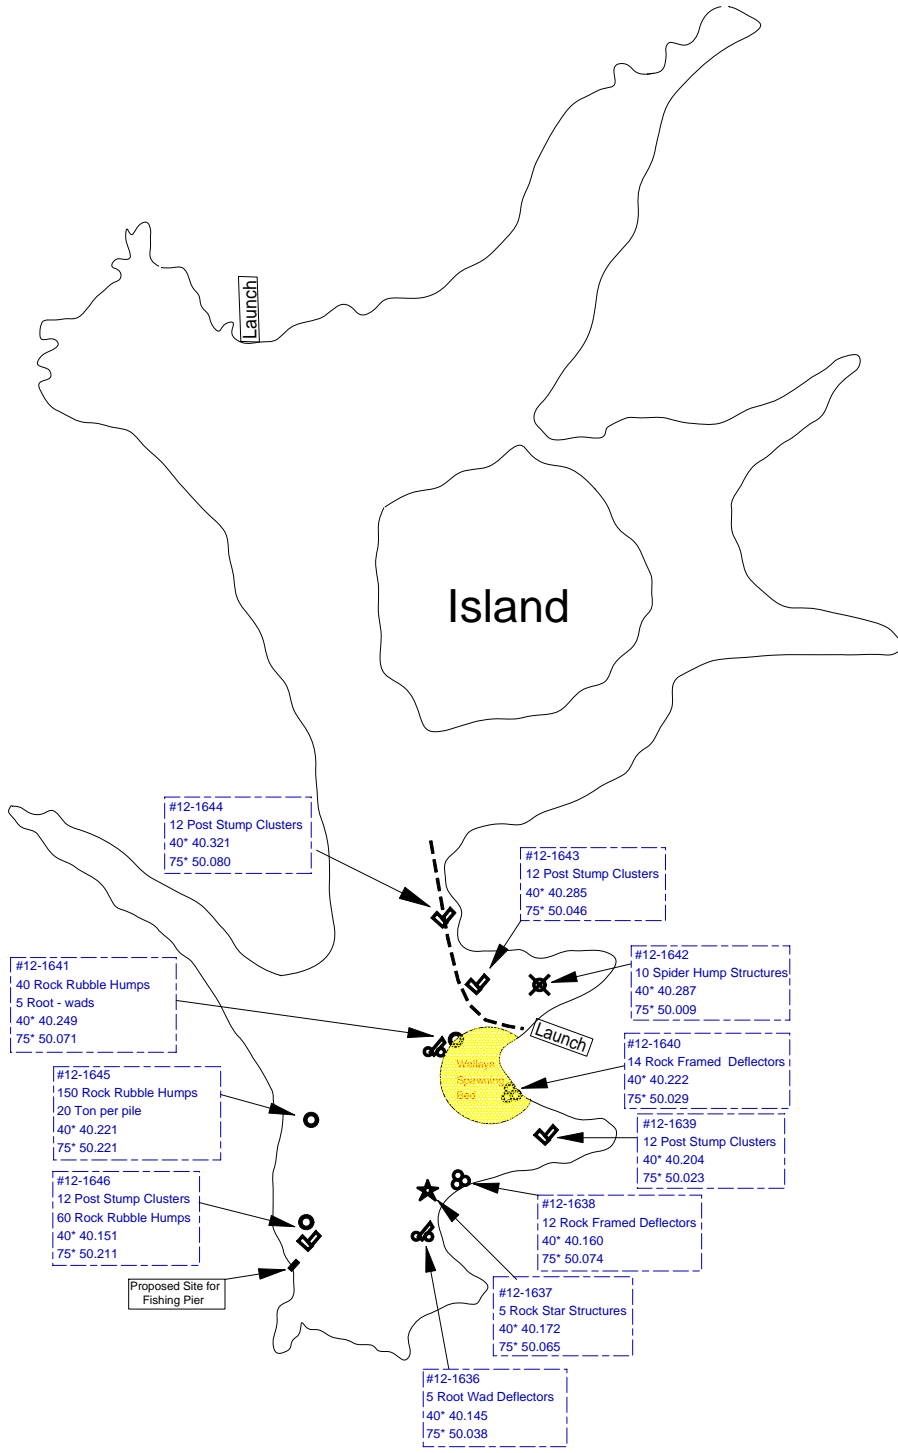 Launch
Island
#12-1644
12 Post Stump Clusters
40* 40.321
75* 50.080
#12-1643
12 Post Stump Clusters
40* 40.285
75* 50.046
#12-1642
10 Spider Hump Structures
40* 40.287
75* 50.009
#12-1641
40 Rock Rubble Humps
5 Root - wads
40* 40.249
75* 50.071
Launch
Walleye
Spawning
Bed
#12-1640
14 Rock Framed Deflectors
40* 40.222
75* 50.029
#12-1645
150 Rock Rubble Humps
20 Ton per pile
40* 40.221
75* 50.221
#12-1639
12 Post Stump Clusters
40* 40.204
75* 50.023
#12-1646
12 Post Stump Clusters
60 Rock Rubble Humps
40* 40.151
75* 50.211
#12-1638
12 Rock Framed Deflectors
40* 40.160
75* 50.074
Proposed Site for
Fishing Pier
#12-1637
5 Rock Star Structures
40* 40.172
75* 50.065
#12-1636
5 Root Wad Deflectors
40* 40.145
75* 50.038